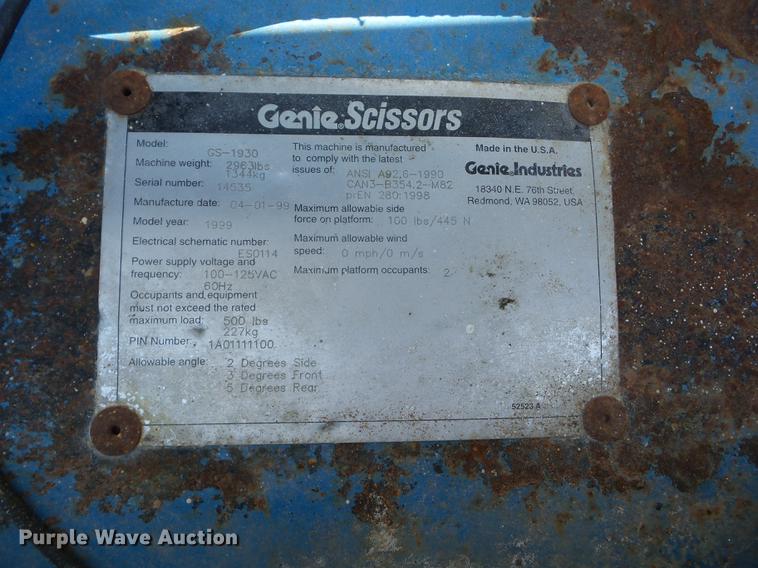 Genie Scissors
Model: GS-1930
Machine weight: 2963lbs
1344kg
Serial number: 14535
Manufacture date: 04-01-99
Model year: 1999
Electrical schematic number:
ES0114
Power supply voltage and
frequency: 100-125VAC
60Hz
Occupants and equipment
must not exceed the rated
maximum load: 500 lbs
227kg
PIN Number: 1A01111100
Allowable angle: 2 Degrees Side
3 Degrees Front
5 Degrees Rear
This machine is manufactured
to comply with the latest
issues of: ANSI A92.6-1990
CAN3-B354.2-M82
prEN 280:1998
Maximum allowable side
force on platform: 100 lbs/445 N
Maximum allowable wind
speed: 0 mph/0 m/s
Maximum platform occupants: 2
Made in the U.S.A.
Genie Industries
18340 N.E. 76th Street
Redmond, WA 98052, USA
52523 A
Purple Wave Auction